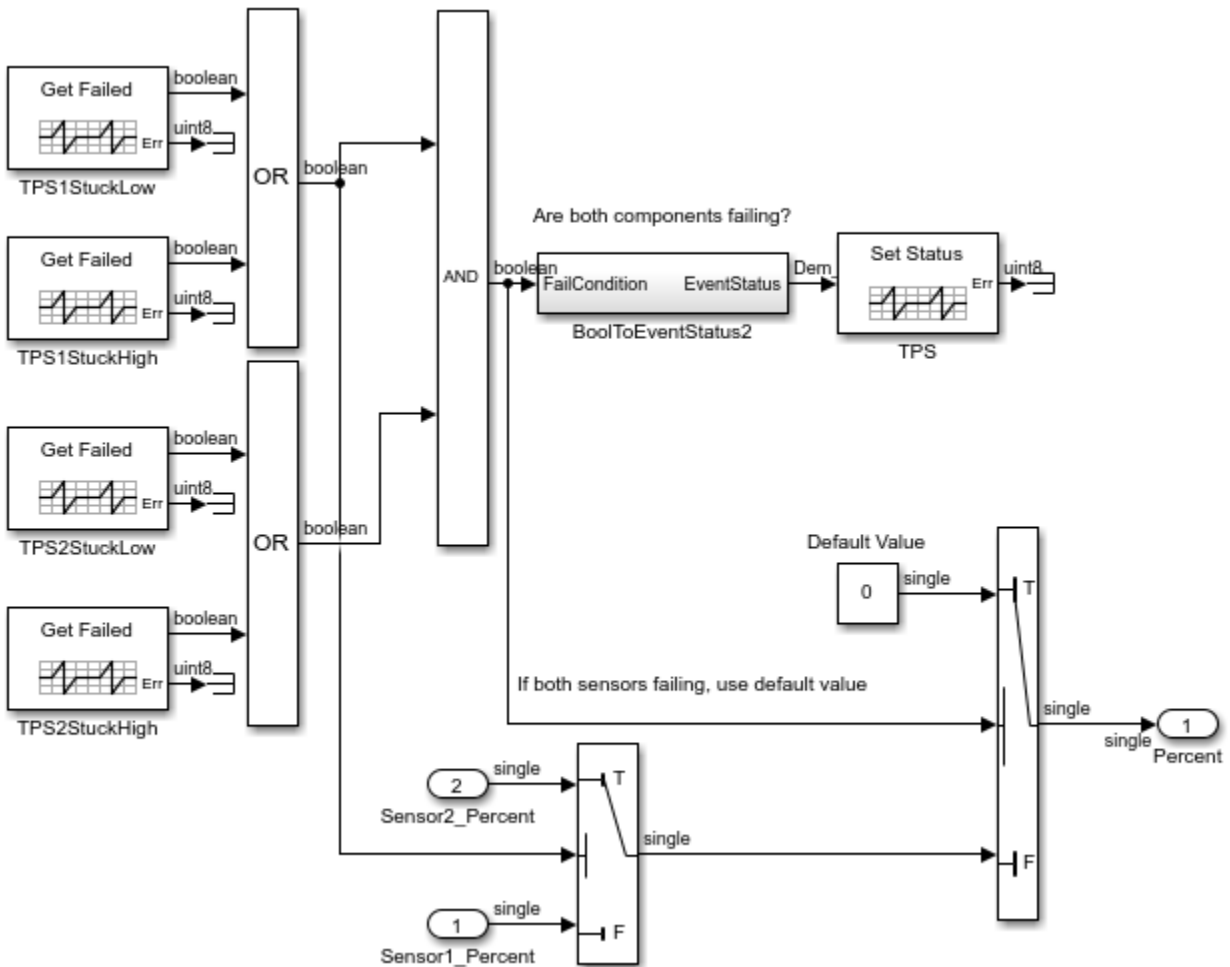 Get Failed
boolean
uint8
Err
TPS1StuckLow
Get Failed
boolean
uint8
Err
TPS1StuckHigh
OR
boolean
Get Failed
boolean
uint8
Err
TPS2StuckLow
Get Failed
boolean
uint8
Err
TPS2StuckHigh
OR
boolean
AND
boolean
Are both components failing?
FailCondition
EventStatus
BoolToEventStatus2
Dem_
Set Status
Err
uint8
TPS
Default Value
0
single
If both sensors failing, use default value
2
single
Sensor2_Percent
1
single
Sensor1_Percent
T
F
single
T
F
single
single
1
Percent